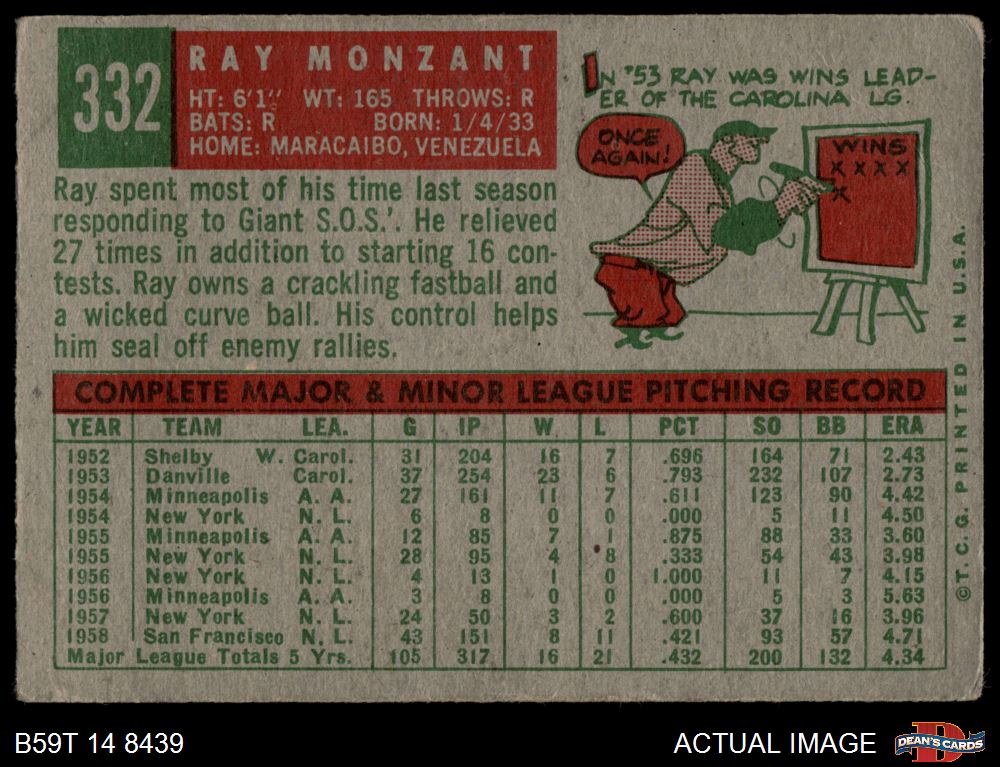 332
RAY MONZANT
HT: 6'1" WT: 165 THROWS: R
BATS: R BORN: 1/4/33
HOME: MARACAIBO, VENEZUELA
Ray spent most of his time last season
responding to Giant S.O.S.'. He relieved
27 times in addition to starting 16 con-
tests. Ray owns a crackling fastball and
a wicked curve ball. His control helps
him seal off enemy rallies.
IN '53 RAY WAS WINS LEAD-
ER OF THE CAROLINA LG.
ONCE
AGAIN!
WINS
X X X X
X
COMPLETE MAJOR & MINOR LEAGUE PITCHING RECORD
YEAR TEAM LEA. G IP W L PCT SO BB ERA
1952 Shelby W. Carol. 31 204 16 7 .696 164 71 2.43
1953 Danville Carol. 37 254 23 6 .793 232 107 2.73
1954 Minneapolis A. A. 27 161 11 7 .611 123 90 4.42
1954 New York N. L. 6 8 0 0 .000 5 11 4.50
1955 Minneapolis A. A. 12 85 7 1 .875 88 33 3.60
1955 New York N. L. 28 95 4 8 .333 54 43 3.98
1956 New York N. L. 4 13 1 0 1.000 11 7 4.15
1956 Minneapolis A. A. 3 8 0 0 .000 5 3 5.63
1957 New York N. L. 24 50 3 2 .600 37 16 3.96
1958 San Francisco N. L. 43 151 8 11 .421 93 57 4.71
Major League Totals 5 Yrs. 105 317 16 21 .432 200 132 4.34
©T. C. G. PRINTED IN U.S.A.
B59T 14 8439
ACTUAL IMAGE
D
DEAN'S CARDS